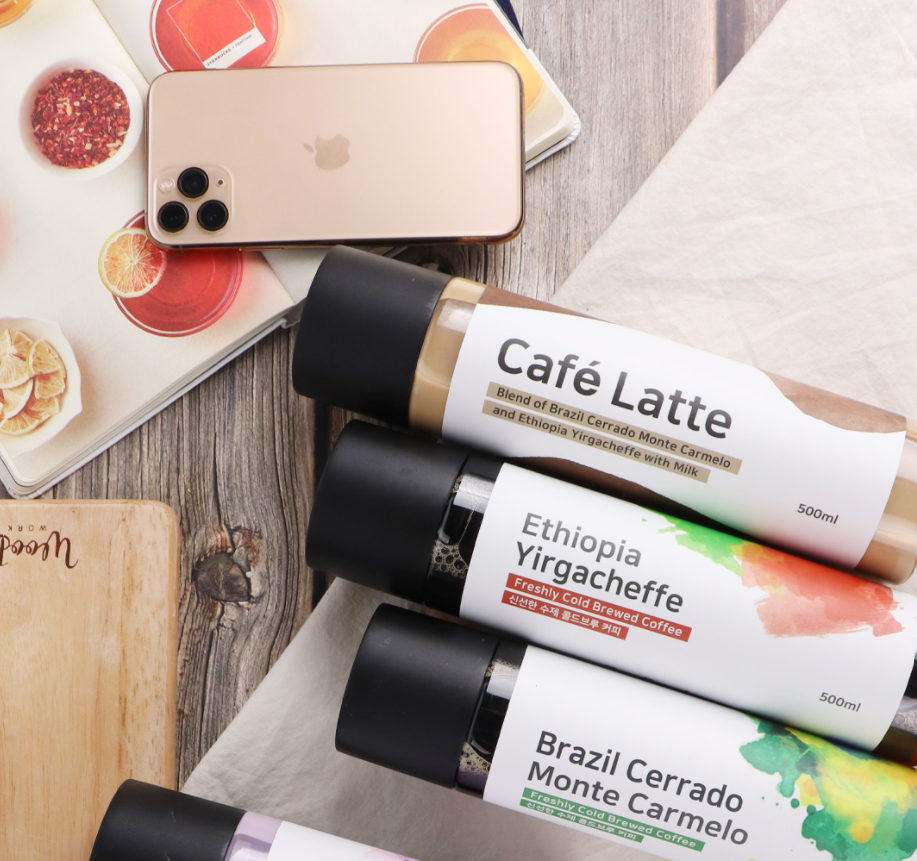 Café Latte
Blend of Brazil Cerrado Monte Carmelo
and Ethiopia Yirgacheffe with Milk
500ml
Ethiopia
Yirgacheffe
Freshly Cold Brewed Coffee
신선한 수제 콜드브루 커피
500ml
Brazil Cerrado
Monte Carmelo
Freshly Cold Brewed Coffee
신선한 수제 콜드브루 커피
WORK